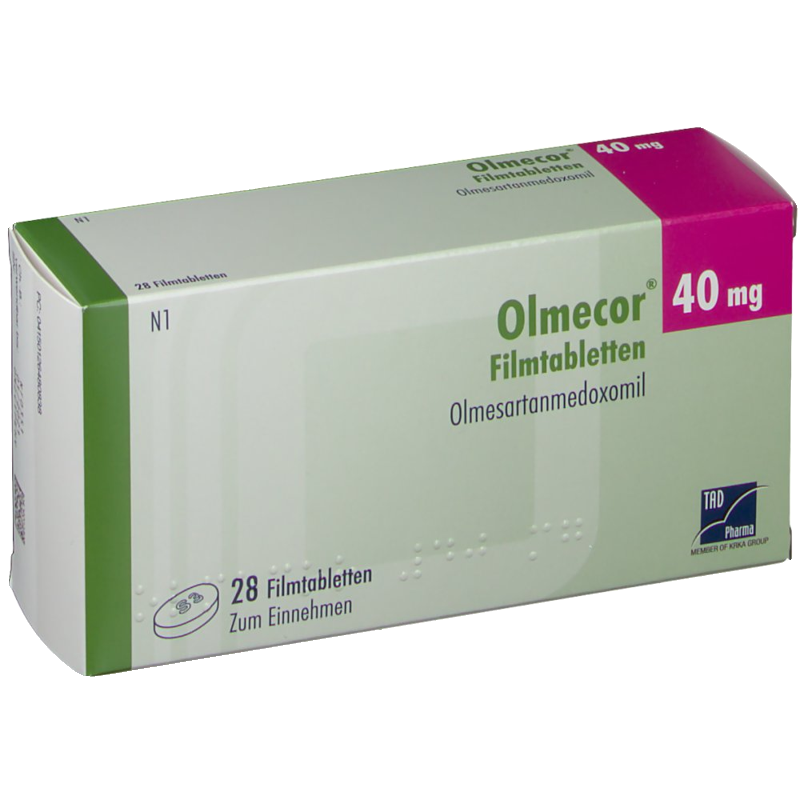 Olmecor®
Filmtabletten
Olmesartanmedoxomil
40 mg
N1
28 Filmtabletten
N1
Olmecor®
Filmtabletten
Olmesartanmedoxomil
40 mg
TAD
Pharma
MEMBER OF KRKA GROUP
28 Filmtabletten
Zum Einnehmen